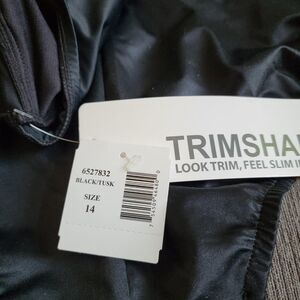 TRIMSHA
LOOK TRIM, FEEL SLIM I
6527832
BLACK/TUSK
SIZE
14